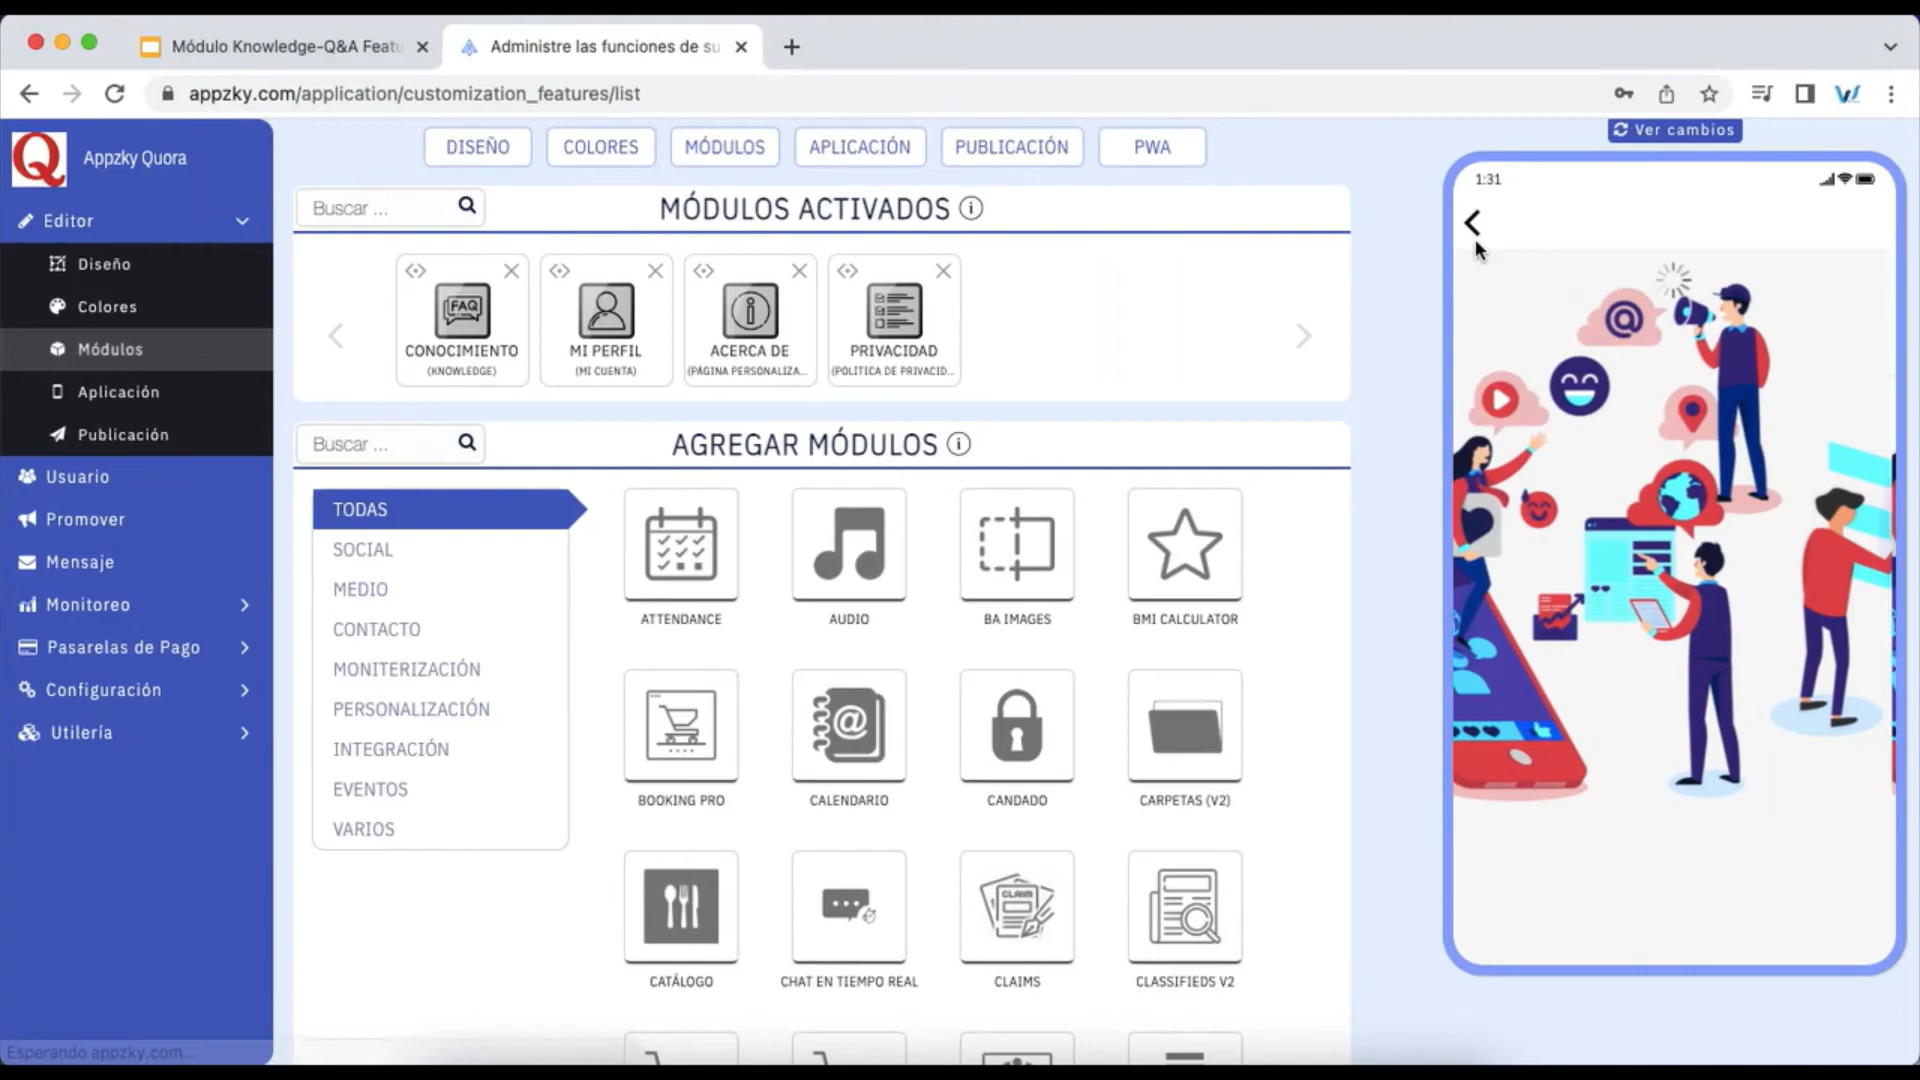 Módulo Knowledge-Q&A Featu
Administre las funciones de su
appzky.com/application/customization_features/list
Appzky Quora
Editor
Diseño
Colores
Módulos
Aplicación
Publicación
Usuario
Promover
Mensaje
Monitoreo
Pasarelas de Pago
Configuración
Utilería
Esperando appzky.com...
DISEÑO
COLORES
MÓDULOS
APLICACIÓN
PUBLICACIÓN
PWA
Buscar ...
MÓDULOS ACTIVADOS
FAQ
CONOCIMIENTO
(KNOWLEDGE)
MI PERFIL
(MI CUENTA)
ACERCA DE
(PÁGINA PERSONALIZA...
PRIVACIDAD
(POLÍTICA DE PRIVACID...
Buscar ...
AGREGAR MÓDULOS
TODAS
SOCIAL
MEDIO
CONTACTO
MONITERIZACIÓN
PERSONALIZACIÓN
INTEGRACIÓN
EVENTOS
VARIOS
ATTENDANCE
AUDIO
BA IMAGES
BMI CALCULATOR
BOOKING PRO
CALENDARIO
CANDADO
CARPETAS (V2)
CATÁLOGO
CHAT EN TIEMPO REAL
CLAIM
CLAIMS
CLASSIFIEDS V2
Ver cambios
1:31